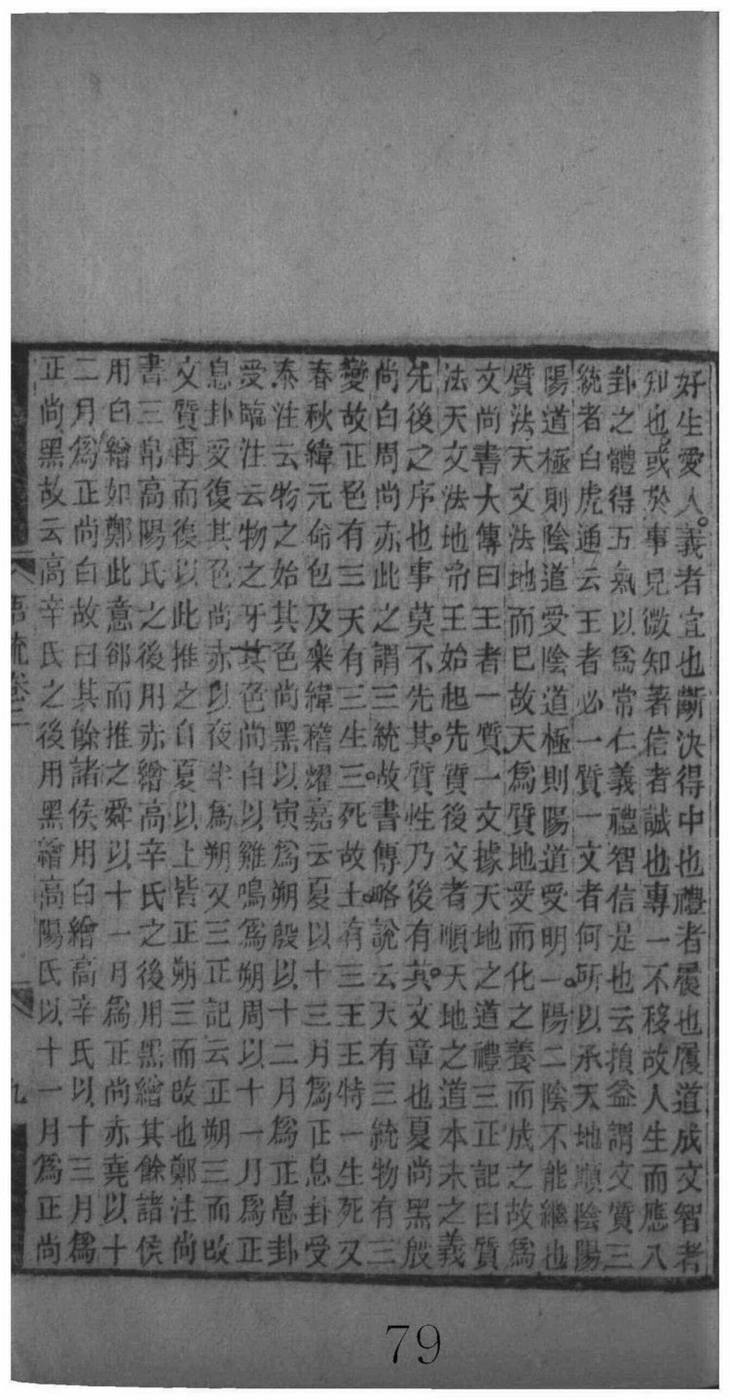 好生愛人義者宜也斷決得中也禮者履也履道成文智者
知也或於事見微知著信者誠也專一不移故人生而應八
卦之體得五氣以爲常仁義禮智信是也云損益謂文質三
統者白虎通云王者必一質一文者何所以承天地順陰陽
陽道極則陰道受陰道極則陽道受明一陽二陰不能繼也
質法天文法地而已故天爲質地受而化之養而成之故爲
文尚書大傳曰王者一質一文據天地之道禮三正記曰質
法天文法地帝王始起先質後文者順天地之道本末之義
先後之序也事莫不先其質性乃後有其文章也夏尚黑殷
尚白周尚赤此之謂三統故書傳略說云天有三統物有三
變故正色有三天有三生三死故土有三王王特一生死又
春秋緯元命包及樂緯稽耀嘉云夏以十三月爲正息卦受
泰注云物之始其色尚黑以寅爲朔殷以十二月爲正息卦
受臨注云物之牙其色尚白以雞鳴爲朔周以十一月爲正
息卦受復其色尚赤以夜半爲朔又三正記云正朔三而改
文質再而復以此推之自夏以上皆正朔三而改也鄭注尚
書三帛高陽氏之後用赤繒高辛氏之後用黑繒其餘諸侯
用白繒如鄭此意卻而推之舜以十一月爲正尚赤堯以十
二月爲正尚白故曰其餘諸侯用白繒高辛氏以十三月爲
正尚黑故云高辛氏之後用黑繒高陽氏以十一月爲正尚
語疏卷二
九
79